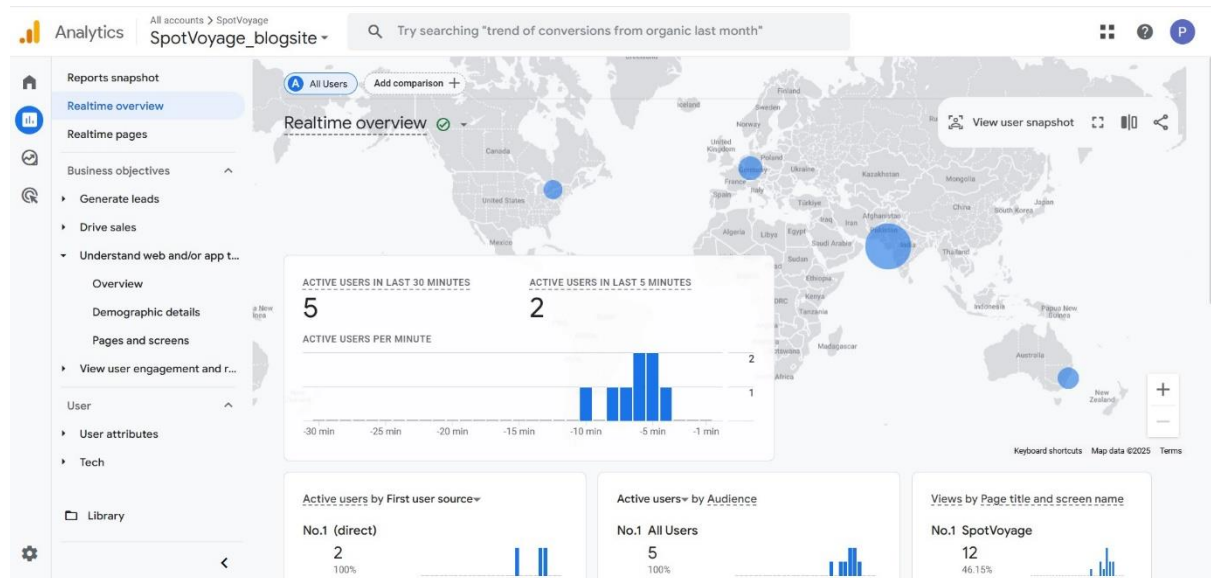 All accounts > SpotVoyage
Analytics
SpotVoyage_blogsite
Try searching "trend of conversions from organic last month"
P
Reports snapshot
Realtime overview
Realtime pages
Business objectives
Generate leads
Drive sales
Understand web and/or app t...
Overview
Demographic details
Pages and screens
View user engagement and r...
User
User attributes
Tech
Library
A All Users
Add comparison +
Realtime overview
View user snapshot
Iceland
Finland
Sweden
Norway
Canada
United Kingdom
Poland
Ukraine
Kazakhstan
Mongolia
France
Italy
Spain
Türkiye
United States
China
South Korea
Japan
Iraq
Iran
Afghanistan
Algeria
Libya
Egypt
Saudi Arabia
India
Thailand
Mexico
Sudan
Ethiopia
DRC
Kenya
Tanzania
Indonesia
Papua New Guinea
Madagascar
Australia
New Zealand
ACTIVE USERS IN LAST 30 MINUTES
5
ACTIVE USERS IN LAST 5 MINUTES
2
ACTIVE USERS PER MINUTE
2
1
-30 min -25 min -20 min -15 min -10 min -5 min -1 min
+
Keyboard shortcuts Map data ©2025 Terms
Active users by First user source
No.1 (direct)
2
100%
Active users by Audience
No.1 All Users
5
100%
Views by Page title and screen name
No.1 SpotVoyage
12
46.15%